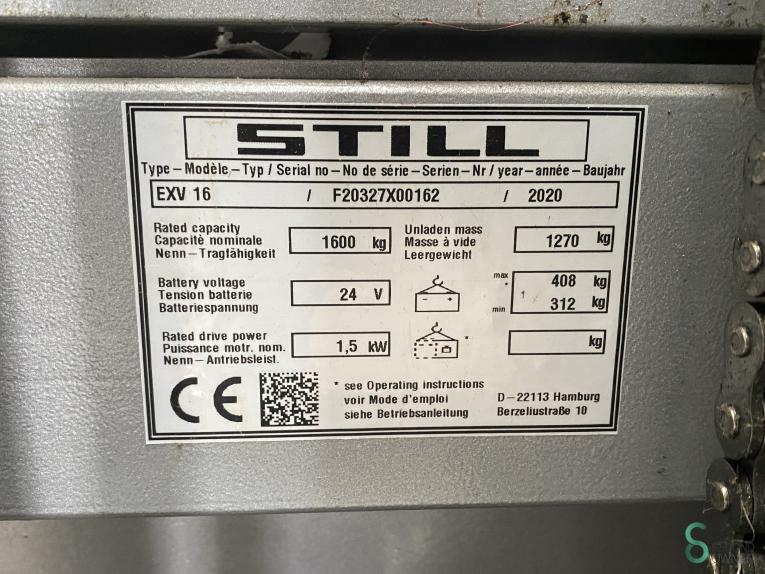 STILL
Type – Modèle – Typ / Serial no – No de série – Serien – Nr / year – année – Baujahr
EXV 16 / F20327X00162 / 2020
Rated capacity
Capacité nominale
Nenn – Tragfähigkeit
1600 kg
Unladen mass
Masse à vide
Leergewicht
1270 kg
Battery voltage
Tension batterie
Batteriespannung
24 V
max
*
min
408 kg
312 kg
Rated drive power
Puissance motr. nom.
Nenn – Antriebsleist.
1,5 kW
*
kg
CE
* see Operating instructions
voir Mode d'emploi
siehe Betriebsanleitung
D – 22113 Hamburg
Berzeliustraße 10